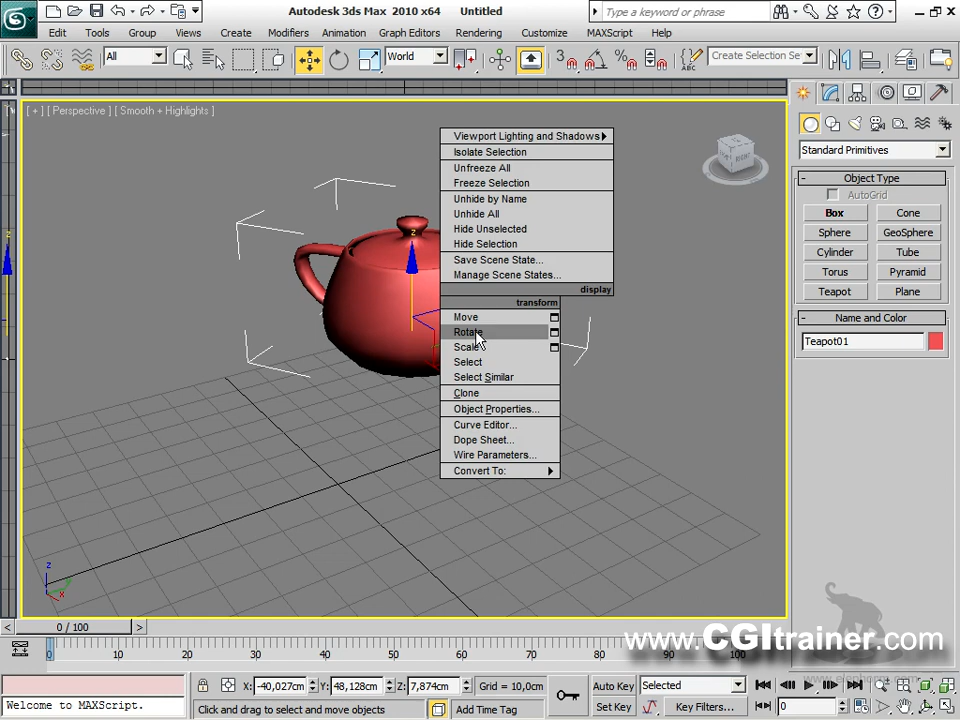 Autodesk 3ds Max 2010 x64 Untitled
Type a keyword or phrase
Edit Tools Group Views Create Modifiers Animation Graph Editors Rendering Customize MAXScript Help
All
World
3
Create Selection Se
[ + ] [ Perspective ] [ Smooth + Highlights ]
Viewport Lighting and Shadows
Isolate Selection
Unfreeze All
Freeze Selection
Unhide by Name
Unhide All
Hide Unselected
Hide Selection
Save Scene State...
Manage Scene States...
display
transform
Move
Rotate
Scale
Select
Select Similar
Clone
Object Properties...
Curve Editor...
Dope Sheet...
Wire Parameters...
Convert To:
Standard Primitives
- Object Type
AutoGrid
Box Cone
Sphere GeoSphere
Cylinder Tube
Torus Pyramid
Teapot Plane
- Name and Color
Teapot01
z
z
x
< 0 / 100 >
0 10 20 30 40 50 60 70 80 90 100
www.CGItrainer.com
X: -40,027cm Y: 48,128cm Z: 7,874cm Grid = 10,0cm
Auto Key Selected
Welcome to MAXScript.
Click and drag to select and move objects
Add Time Tag
Set Key Key Filters... 0